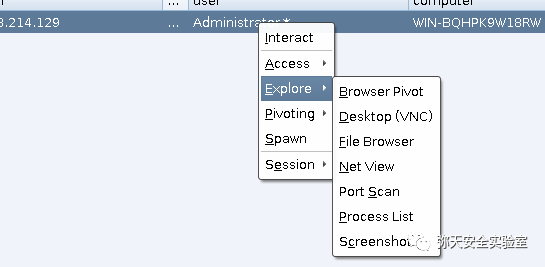 ... user computer
3.214.129 ... Administrator * WIN-BQHPK9W18RW
Interact
Access
Explore
Pivoting
Spawn
Session
Browser Pivot
Desktop (VNC)
File Browser
Net View
Port Scan
Process List
Screenshot
弥天安全实验室